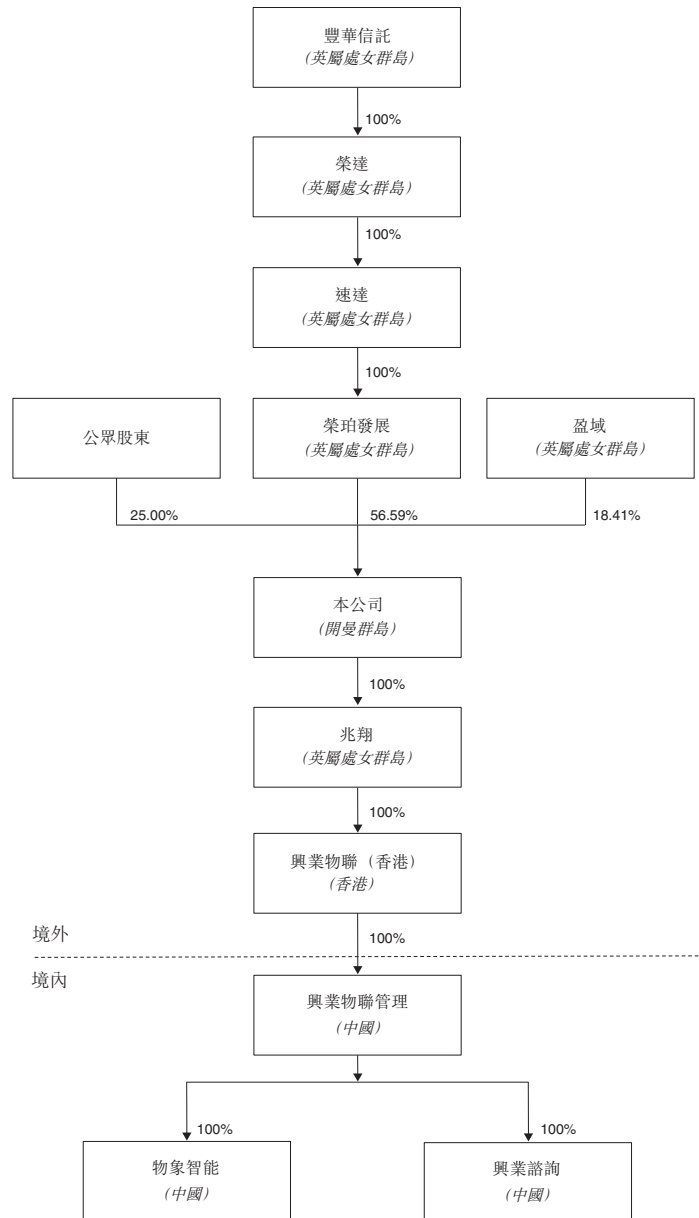 豐華信託
(英屬處女群島)
100%
榮達
(英屬處女群島)
100%
速達
(英屬處女群島)
100%
公眾股東
榮珀發展
(英屬處女群島)
盈域
(英屬處女群島)
25.00%
56.59%
18.41%
本公司
(開曼群島)
100%
兆翔
(英屬處女群島)
100%
興業物聯（香港）
(香港)
境外
100%
境內
興業物聯管理
(中國)
100%
100%
物象智能
(中國)
興業諮詢
(中國)